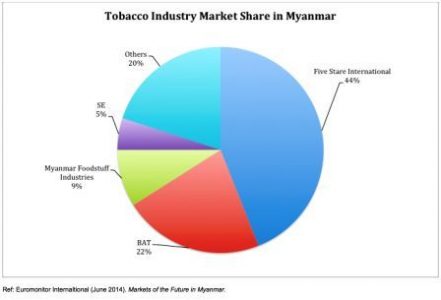 Tobacco Industry Market Share in Myanmar
Others
20%
Five Stare International
44%
SE
5%
Myanmar Foodstuff
Industries
9%
BAT
22%
Ref: Euromonitor International (June 2014). Markets of the Future in Myanmar.